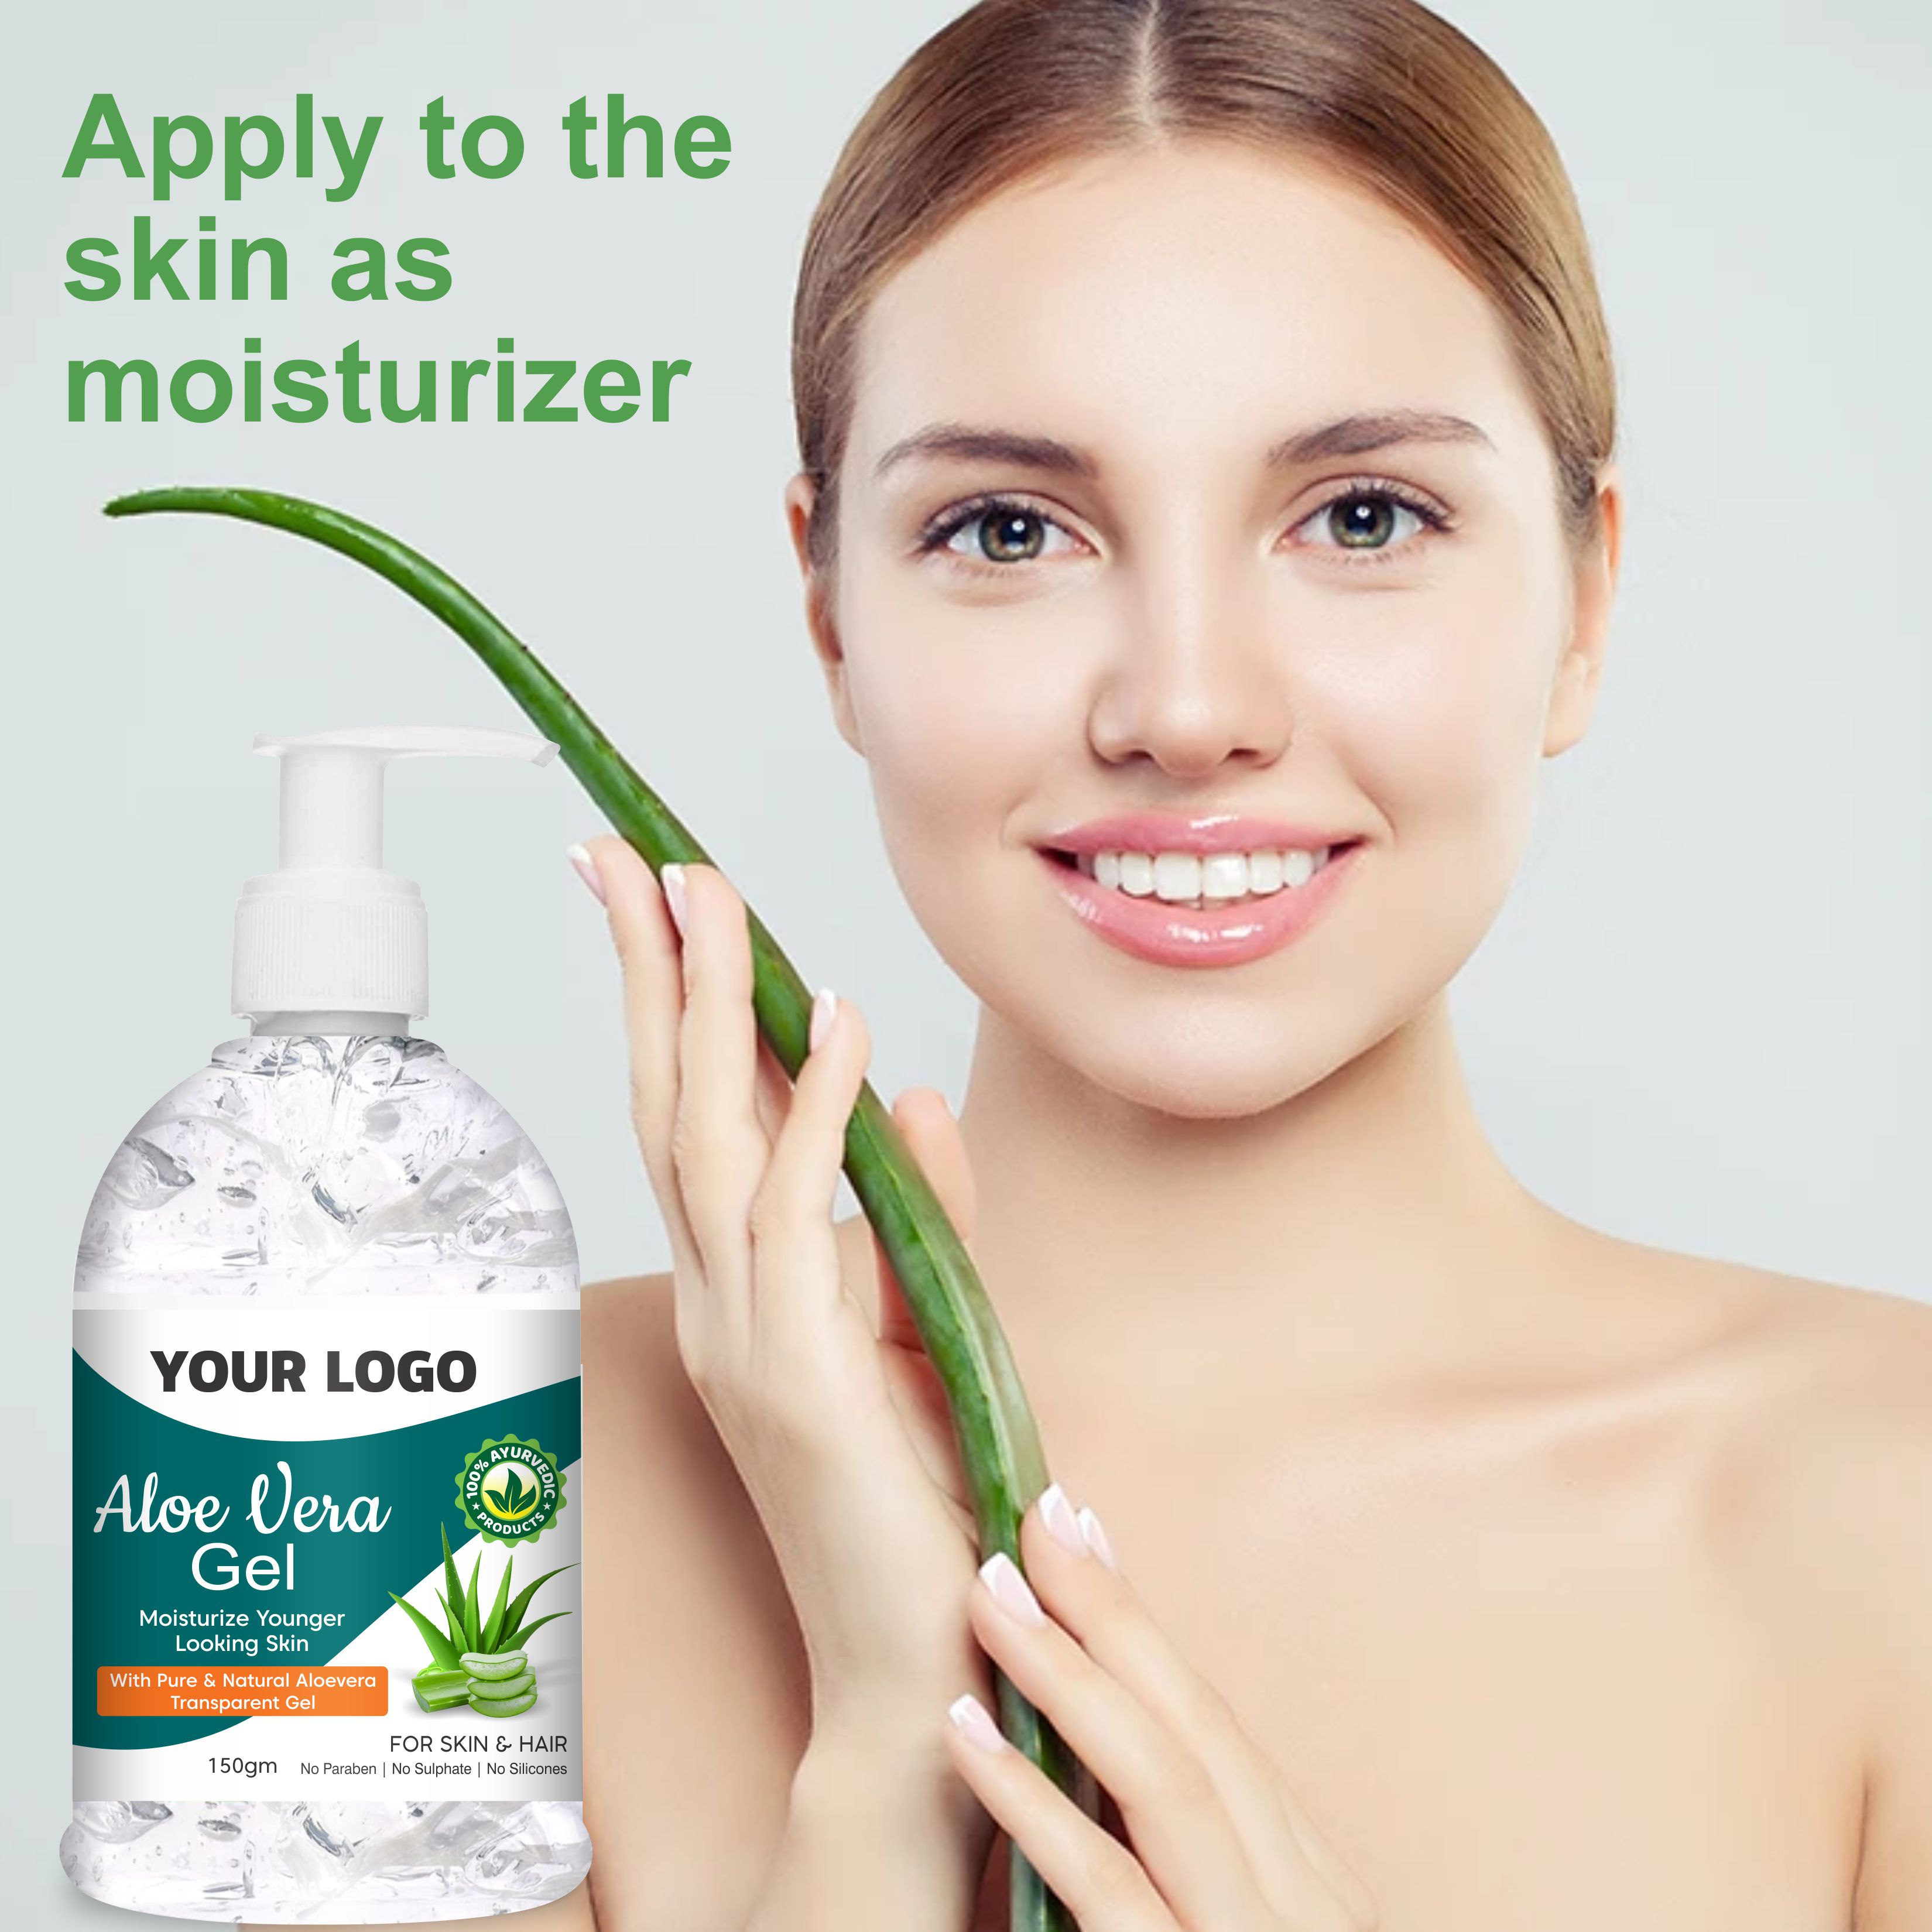 Apply to the
skin as
moisturizer
YOUR LOGO
100% AYURVEDIC
PRODUCTS
Aloe Vera
Gel
Moisturize Younger
Looking Skin
With Pure & Natural Aloevera
Transparent Gel
FOR SKIN & HAIR
150gm
No Paraben | No Sulphate | No Silicones